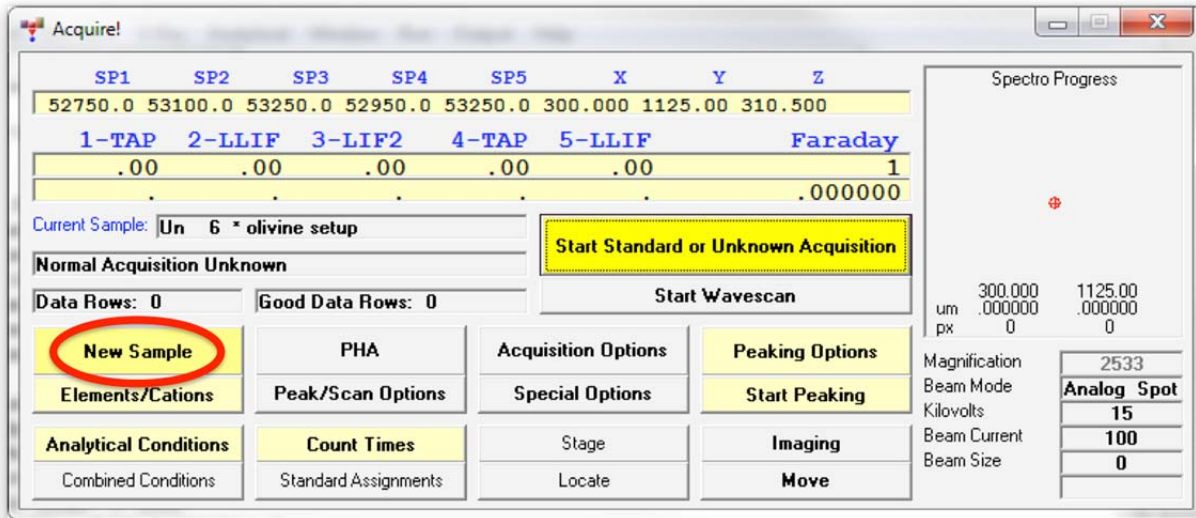 Acquire!
SP1 SP2 SP3 SP4 SP5 X Y Z
52750.0 53100.0 53250.0 52950.0 53250.0 300.000 1125.00 310.500
1-TAP 2-LLIF 3-LIF2 4-TAP 5-LLIF Faraday
.00 .00 .00 .00 .00 1
. . . . . .000000
Current Sample: Un 6 * olivine setup
Normal Acquisition Unknown
Data Rows: 0 Good Data Rows: 0
Start Standard or Unknown Acquisition
Start Wavescan
New Sample PHA Acquisition Options Peaking Options
Elements/Cations Peak/Scan Options Special Options Start Peaking
Analytical Conditions Count Times Stage Imaging
Combined Conditions Standard Assignments Locate Move
Spectro Progress
300.000 1125.00
um .000000 .000000
px 0 0
Magnification 2533
Beam Mode Analog Spot
Kilovolts 15
Beam Current 100
Beam Size 0